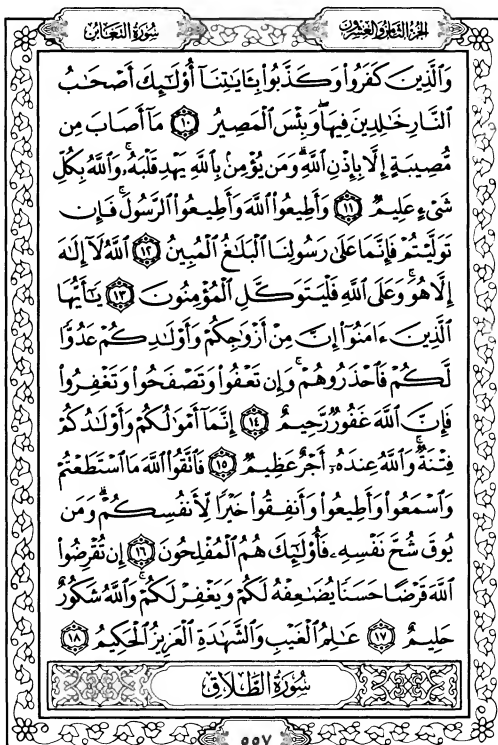 الجزء الثامن والعشرون
سورة التغابن
وَٱلَّذِينَ كَفَرُوا۟ وَكَذَّبُوا۟ بِـَٔايَٰتِنَآ أُو۟لَٰٓئِكَ أَصْحَٰبُ
ٱلنَّارِ خَٰلِدِينَ فِيهَا ۖ وَبِئْسَ ٱلْمَصِيرُ ١٠ مَآ أَصَابَ مِن
مُّصِيبَةٍ إِلَّا بِإِذْنِ ٱللَّهِ ۗ وَمَن يُؤْمِنۢ بِٱللَّهِ يَهْدِ قَلْبَهُۥ ۚ وَٱللَّهُ بِكُلِّ
شَىْءٍ عَلِيمٌ ١١ وَأَطِيعُوا۟ ٱللَّهَ وَأَطِيعُوا۟ ٱلرَّسُولَ ۚ فَإِن
تَوَلَّيْتُمْ فَإِنَّمَا عَلَىٰ رَسُولِنَا ٱلْبَلَٰغُ ٱلْمُبِينُ ١٢ ٱللَّهُ لَآ إِلَٰهَ
إِلَّا هُوَ ۚ وَعَلَى ٱللَّهِ فَلْيَتَوَكَّلِ ٱلْمُؤْمِنُونَ ١٣ يَٰٓأَيُّهَا
ٱلَّذِينَ ءَامَنُوٓا۟ إِنَّ مِنْ أَزْوَٰجِكُمْ وَأَوْلَٰدِكُمْ عَدُوًّا
لَّكُمْ فَٱحْذَرُوهُمْ ۚ وَإِن تَعْفُوا۟ وَتَصْفَحُوا۟ وَتَغْفِرُوا۟
فَإِنَّ ٱللَّهَ غَفُورٌ رَّحِيمٌ ١٤ إِنَّمَآ أَمْوَٰلُكُمْ وَأَوْلَٰدُكُمْ
فِتْنَةٌ ۚ وَٱللَّهُ عِندَهُۥٓ أَجْرٌ عَظِيمٌ ١٥ فَٱتَّقُوا۟ ٱللَّهَ مَا ٱسْتَطَعْتُمْ
وَٱسْمَعُوا۟ وَأَطِيعُوا۟ وَأَنفِقُوا۟ خَيْرًا لِّأَنفُسِكُمْ ۗ وَمَن
يُوقَ شُحَّ نَفْسِهِۦ فَأُو۟لَٰٓئِكَ هُمُ ٱلْمُفْلِحُونَ ١٦ إِن تُقْرِضُوا۟
ٱللَّهَ قَرْضًا حَسَنًا يُضَٰعِفْهُ لَكُمْ وَيَغْفِرْ لَكُمْ ۚ وَٱللَّهُ شَكُورٌ
حَلِيمٌ ١٧ عَٰلِمُ ٱلْغَيْبِ وَٱلشَّهَٰدَةِ ٱلْعَزِيزُ ٱلْحَكِيمُ ١٨
سُورَةُ الطَّلَاقِ
٥٥٧